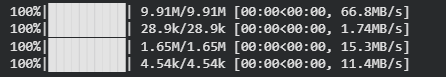 100%|██████████| 9.91M/9.91M [00:00<00:00, 66.8MB/s]
100%|██████████| 28.9k/28.9k [00:00<00:00, 1.74MB/s]
100%|██████████| 1.65M/1.65M [00:00<00:00, 15.3MB/s]
100%|██████████| 4.54k/4.54k [00:00<00:00, 11.4MB/s]